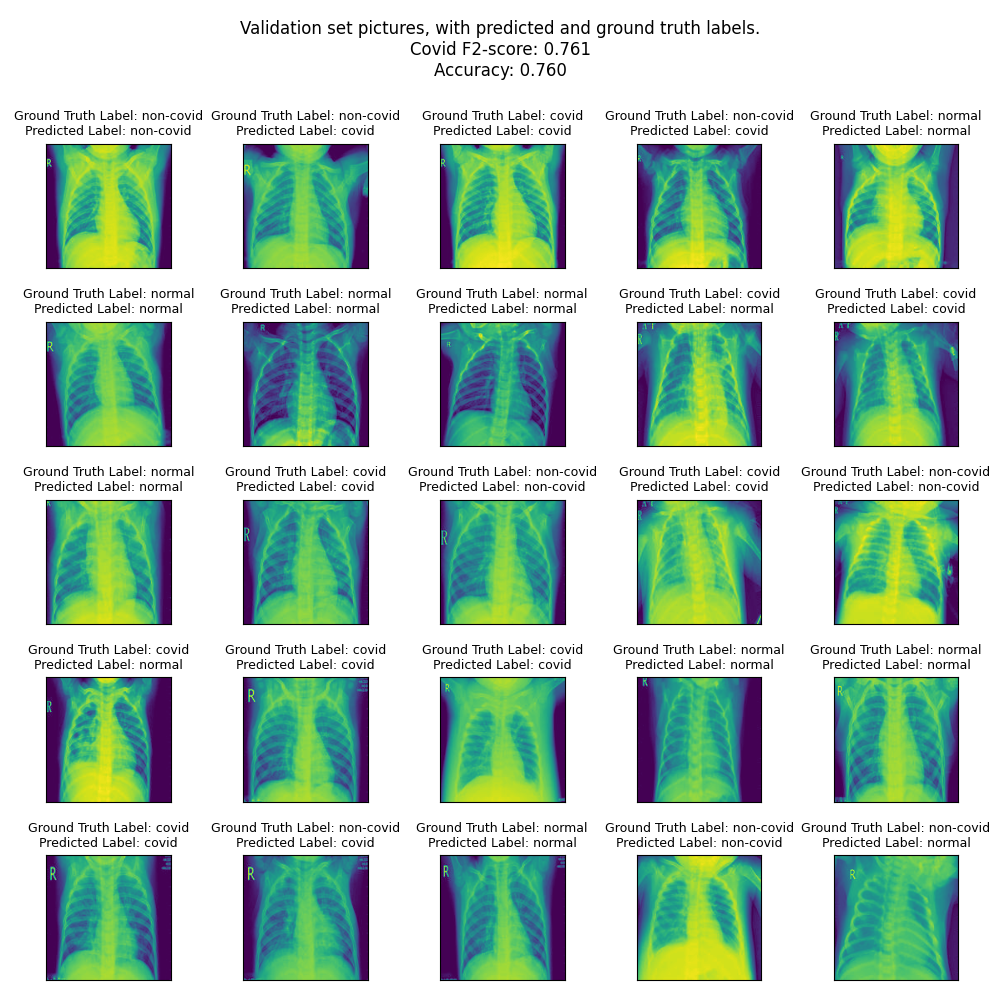 Validation set pictures, with predicted and ground truth labels.
Covid F2-score: 0.761
Accuracy: 0.760
Ground Truth Label: non-covid
Predicted Label: non-covid
Ground Truth Label: non-covid
Predicted Label: covid
Ground Truth Label: covid
Predicted Label: covid
Ground Truth Label: non-covid
Predicted Label: covid
Ground Truth Label: normal
Predicted Label: normal
R
R
R
R
Ground Truth Label: normal
Predicted Label: normal
Ground Truth Label: normal
Predicted Label: normal
Ground Truth Label: normal
Predicted Label: normal
Ground Truth Label: covid
Predicted Label: covid
Ground Truth Label: covid
Predicted Label: covid
R
R
R
R
R
Ground Truth Label: normal
Predicted Label: normal
Ground Truth Label: covid
Predicted Label: covid
Ground Truth Label: non-covid
Predicted Label: non-covid
Ground Truth Label: covid
Predicted Label: covid
Ground Truth Label: non-covid
Predicted Label: non-covid
R
R
R
R
Ground Truth Label: covid
Predicted Label: normal
Ground Truth Label: covid
Predicted Label: covid
Ground Truth Label: covid
Predicted Label: covid
Ground Truth Label: normal
Predicted Label: normal
Ground Truth Label: normal
Predicted Label: normal
R
R
R
R
R
Ground Truth Label: covid
Predicted Label: covid
Ground Truth Label: non-covid
Predicted Label: covid
Ground Truth Label: normal
Predicted Label: normal
Ground Truth Label: non-covid
Predicted Label: non-covid
Ground Truth Label: non-covid
Predicted Label: normal
R
R
R
R